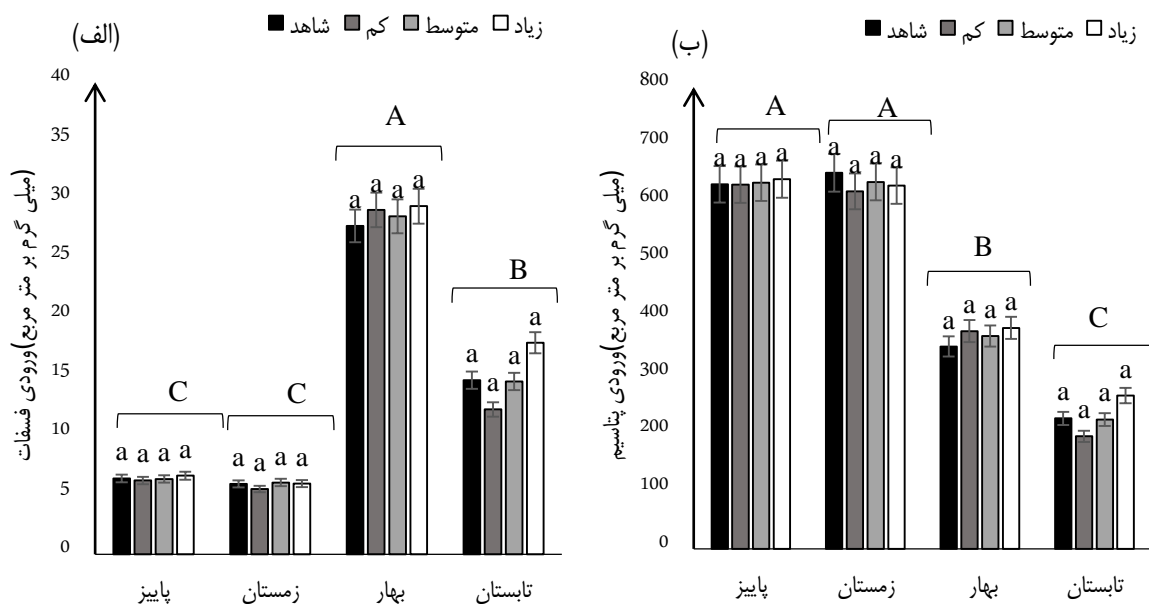 (الف)
■ شاهد ■ کم ■ متوسط □ زیاد
ورودی فسفات(میلی گرم بر متر مربع)
40
35
30
25
20
15
10
5
0
C
a a a a
C
a a a a
A
a a a a
B
a a a a
پاییز زمستان بهار تابستان
(ب)
■ شاهد ■ کم ■ متوسط □ زیاد
ورودی پتاسیم(میلی گرم بر متر مربع)
800
700
600
500
400
300
200
100
0
A
a a a a
A
a a a a
B
a a a a
C
a a a a
پاییز زمستان بهار تابستان